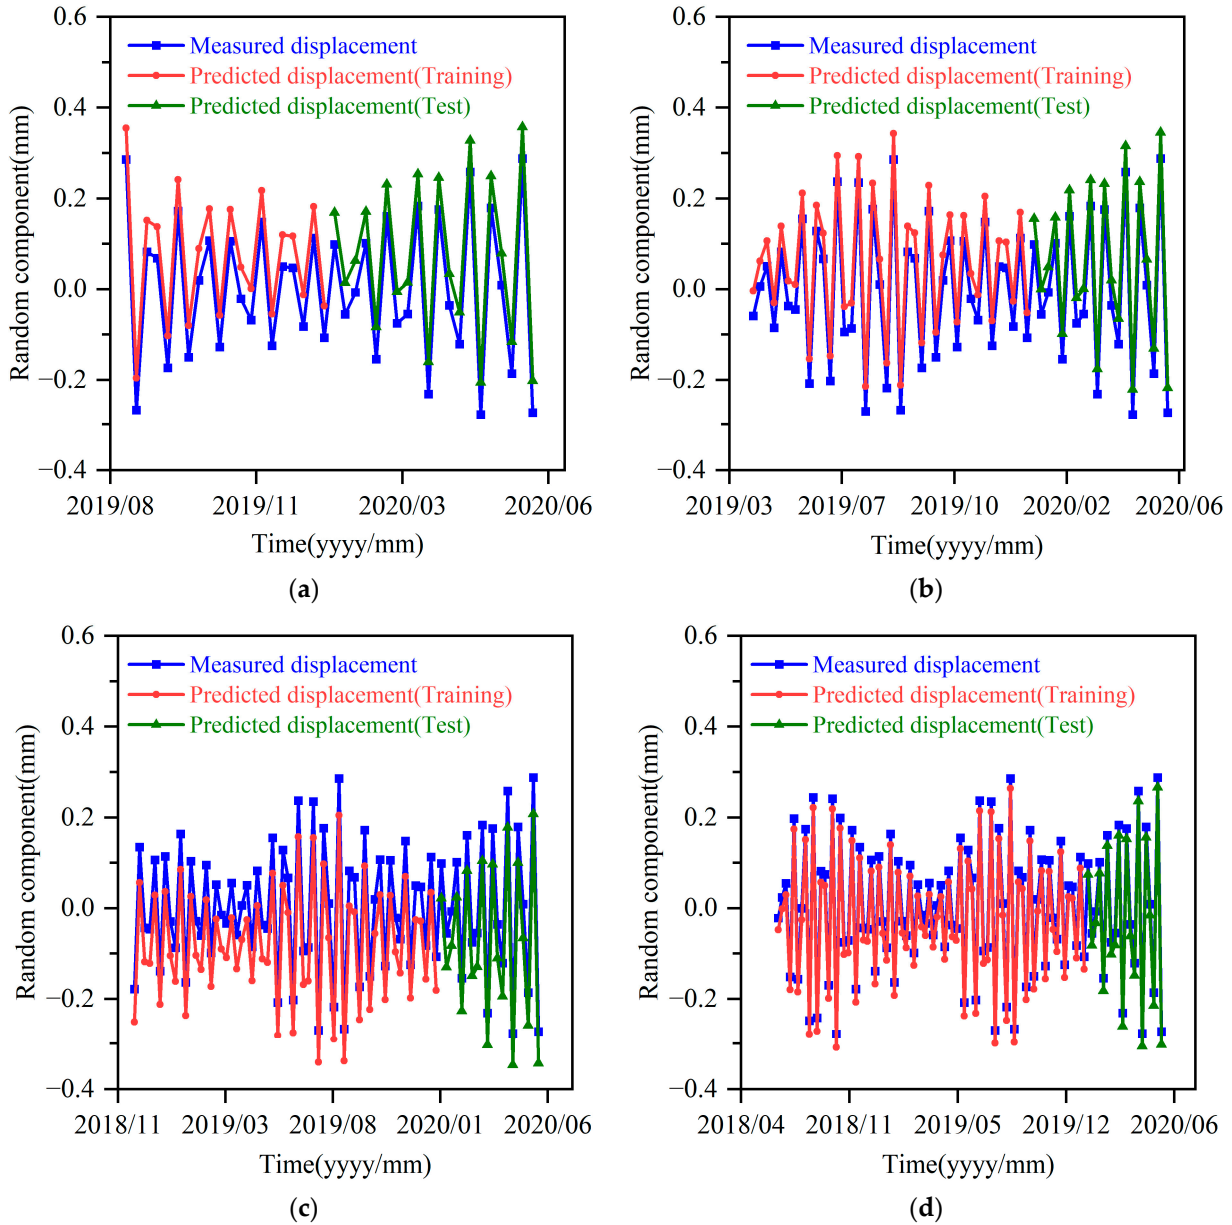 Random component(mm)
0.6
0.4
0.2
0.0
−0.2
−0.4
Measured displacement
Predicted displacement(Training)
Predicted displacement(Test)
2019/08
2019/11
2020/03
2020/06
Time(yyyy/mm)
(a)
Random component(mm)
0.6
0.4
0.2
0.0
−0.2
−0.4
Measured displacement
Predicted displacement(Training)
Predicted displacement(Test)
2019/03
2019/07
2019/10
2020/02
2020/06
Time(yyyy/mm)
(b)
Random component(mm)
0.6
0.4
0.2
0.0
−0.2
−0.4
Measured displacement
Predicted displacement(Training)
Predicted displacement(Test)
2018/11
2019/03
2019/08
2020/01
2020/06
Time(yyyy/mm)
(c)
Random component(mm)
0.6
0.4
0.2
0.0
−0.2
−0.4
Measured displacement
Predicted displacement(Training)
Predicted displacement(Test)
2018/04
2018/11
2019/05
2019/12
2020/06
Time(yyyy/mm)
(d)